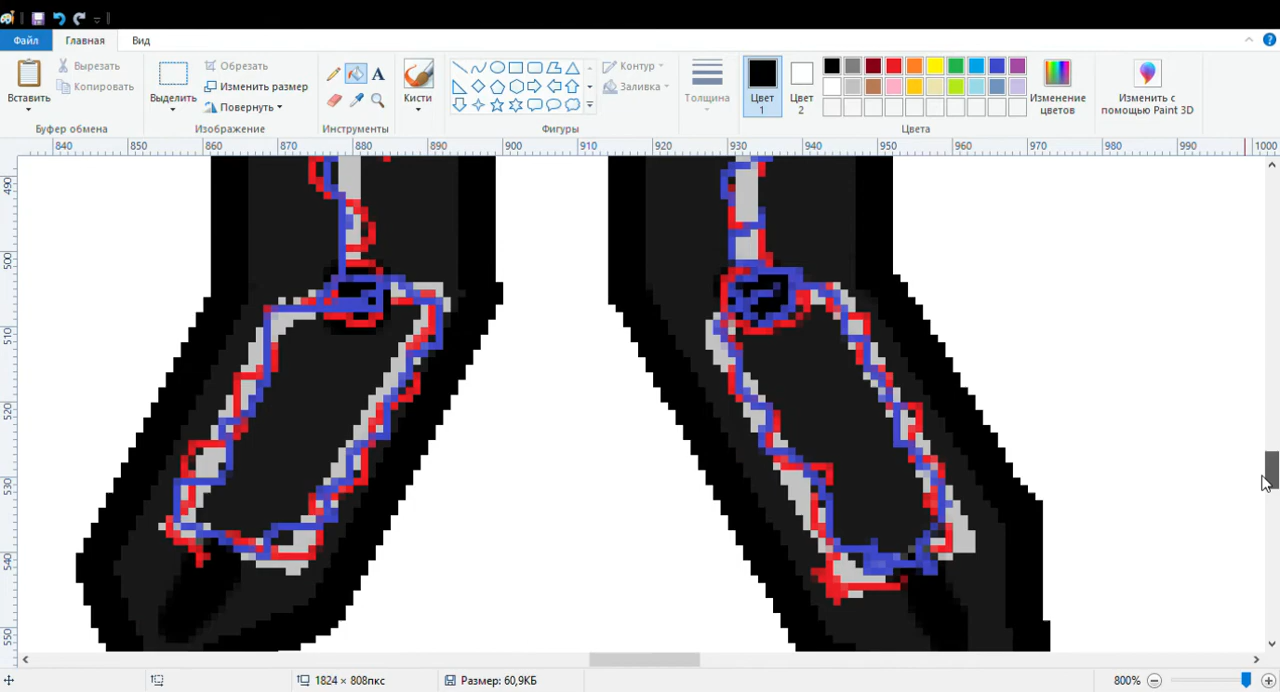 Файл Главная Вид
Вставить
Вырезать
Копировать
Буфер обмена
Выделить
Обрезать
Изменить размер
Повернуть
Изображение
A
Инструменты
Кисти
Контур
Заливка
Фигуры
Толщина
Цвет 1
Цвет 2
Изменение цветов
Цвета
Изменить с помощью Paint 3D
840 850 860 870 880 890 900 910 920 930 940 950 960 970 980 990 1000
490
500
510
520
530
540
550
1824 × 808пкс
Размер: 60,9КБ
800%